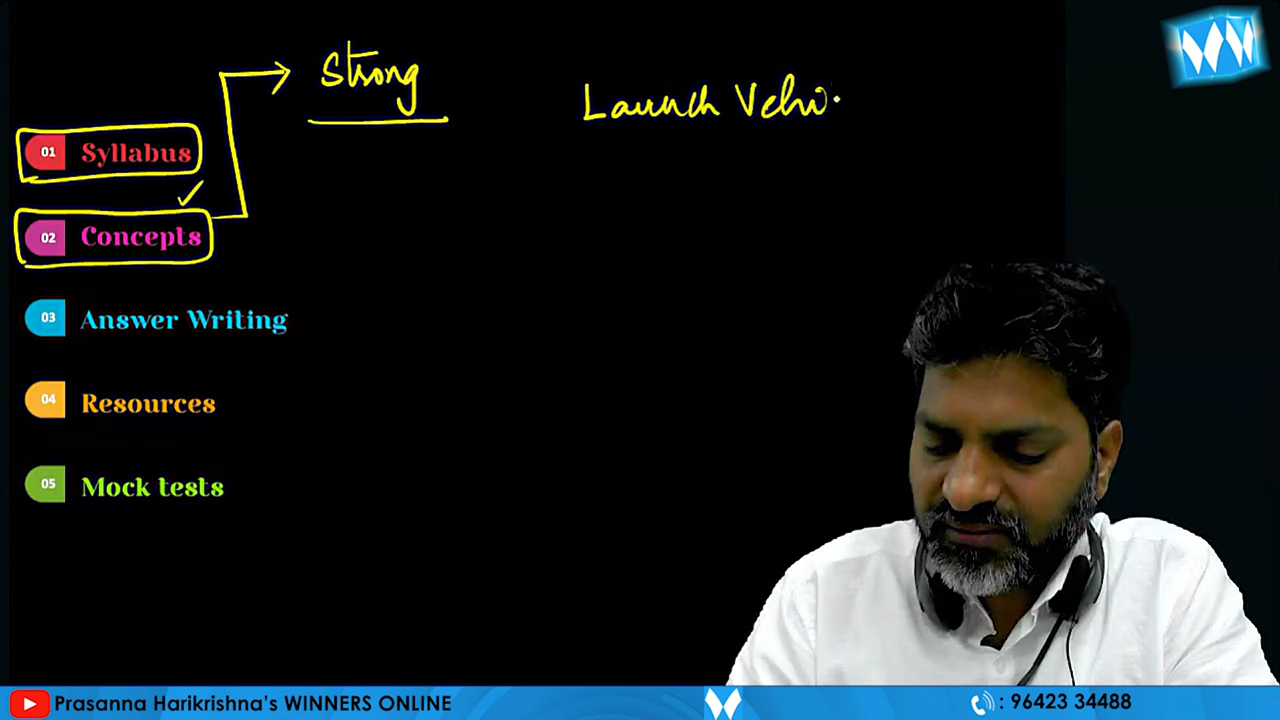 Strong
Launch Vehi
01 Syllabus
02 Concepts
03 Answer Writing
04 Resources
05 Mock tests
Prasanna Harikrishna's WINNERS ONLINE
: 96423 34488